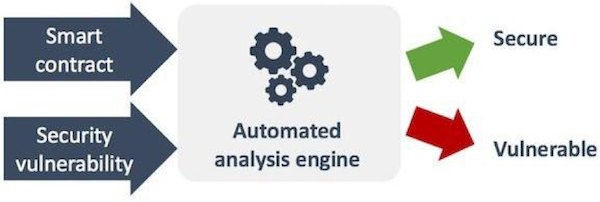 Smart
contract
Security
vulnerability
Automated
analysis engine
Secure
Vulnerable